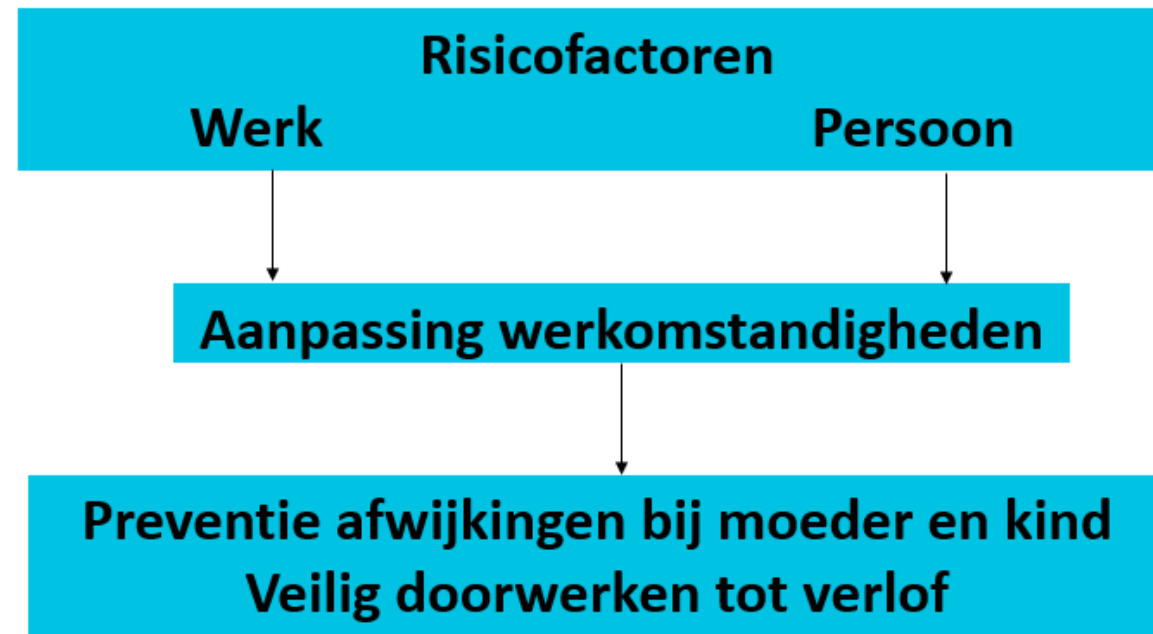 Risicofactoren
Werk Persoon
Aanpassing werkomstandigheden
Preventie afwijkingen bij moeder en kind
Veilig doorwerken tot verlof